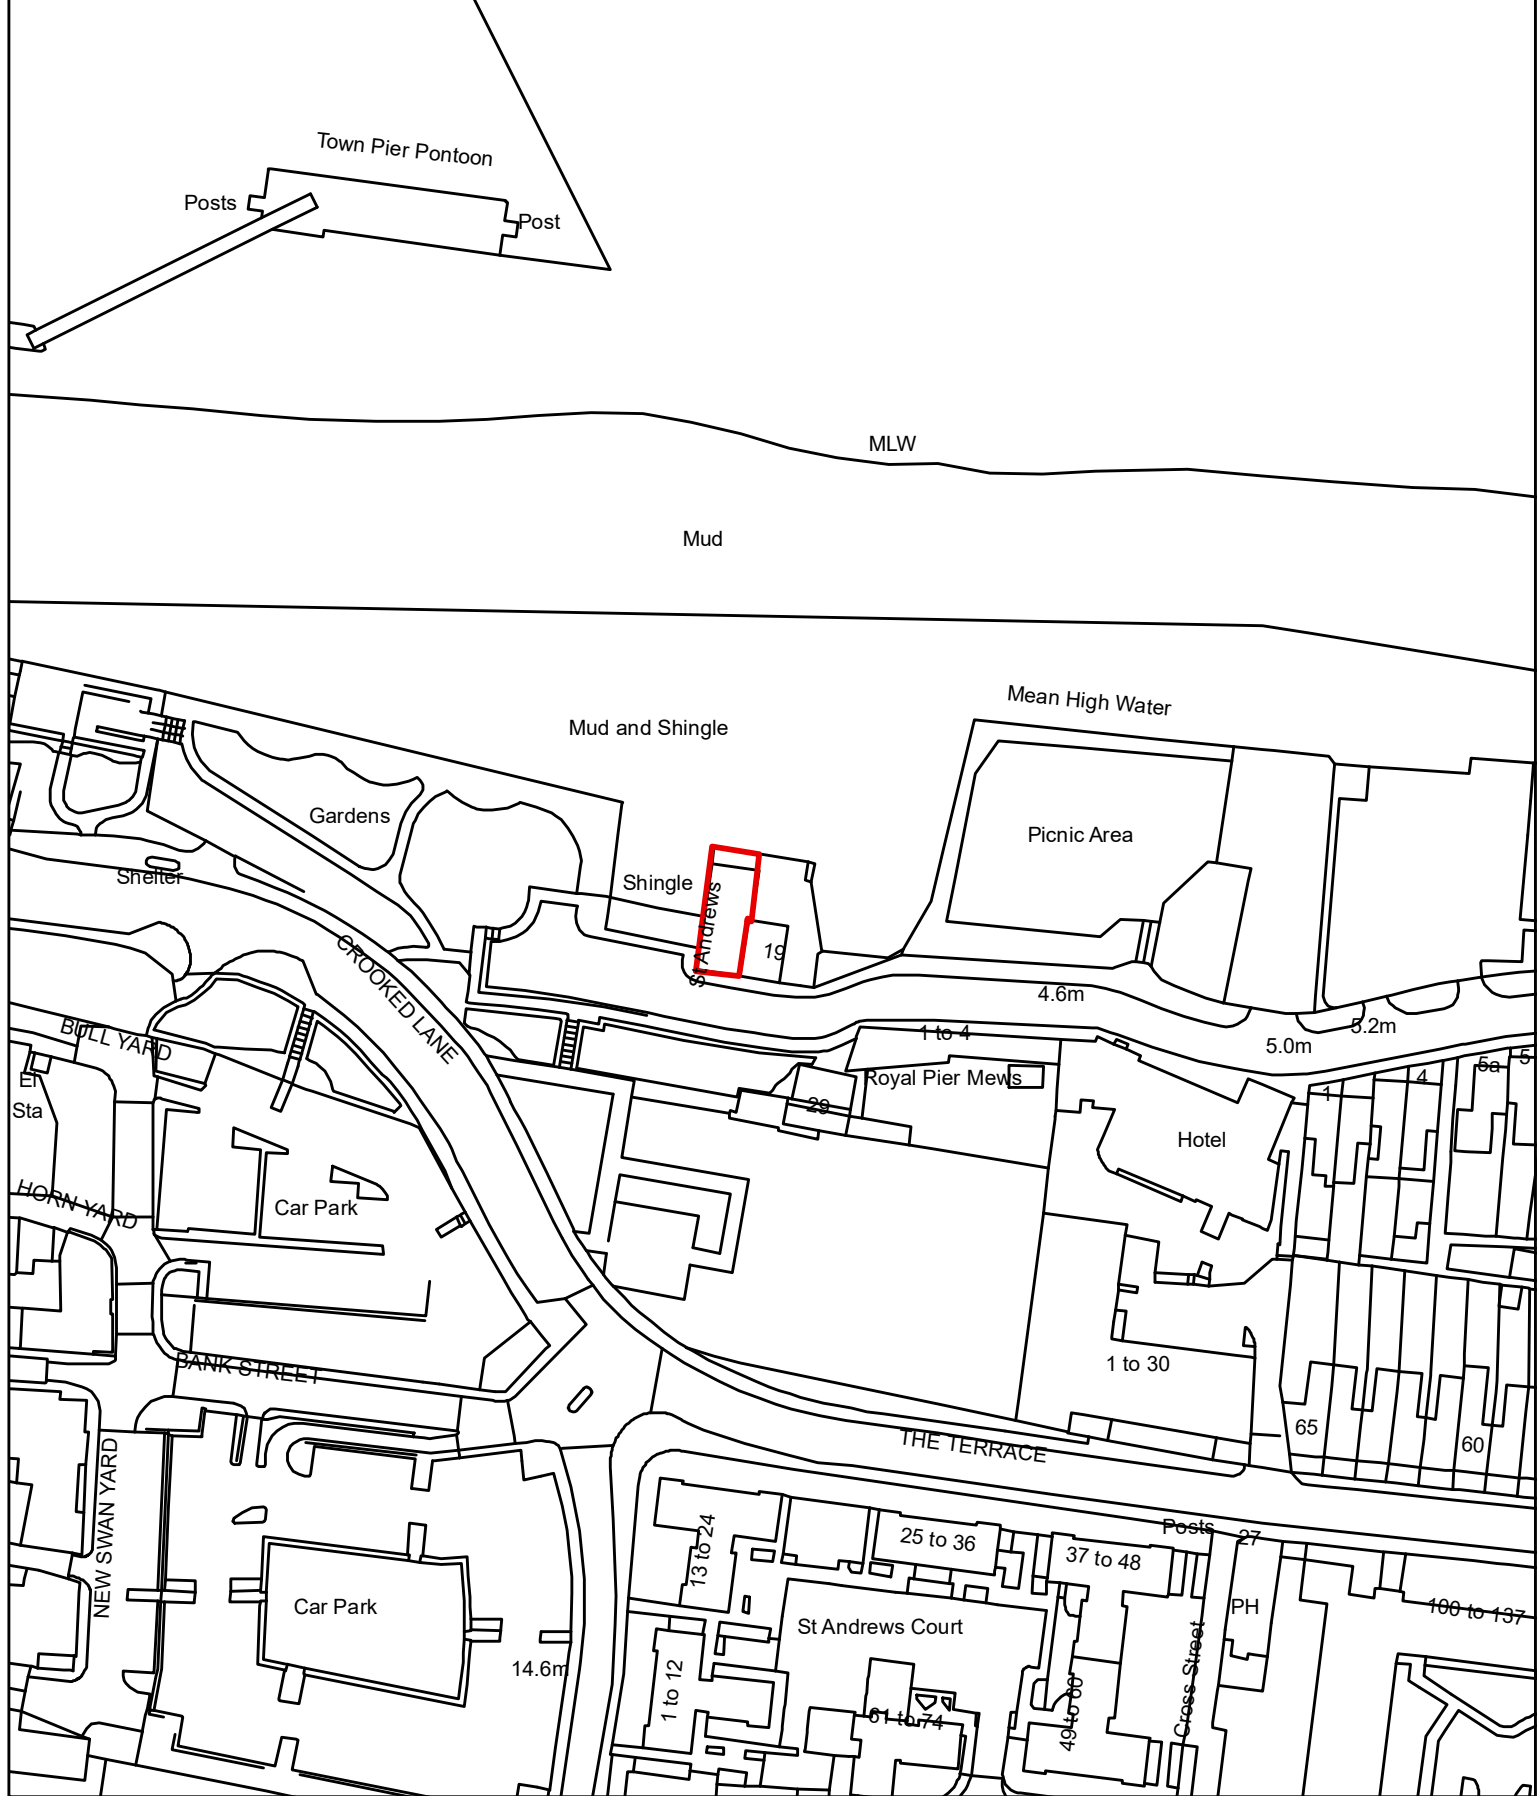 Town Pier Pontoon
Posts
Post
MLW
Mud
Mean High Water
Mud and Shingle
Gardens
Picnic Area
Shelter
Shingle
St Andrews
19
CROOKED LANE
4.6m
BULL YARD
1 to 4
5.2m
5.0m
El
Sta
Royal Pier Mews
29
1
4
5a
5
Hotel
HORN YARD
Car Park
BANK STREET
1 to 30
65
60
THE TERRACE
NEW SWAN YARD
13 to 24
25 to 36
37 to 48
Posts
27
Car Park
St Andrews Court
PH
100 to 137
14.6m
1 to 12
61 to 74
49 to 60
Cross Street